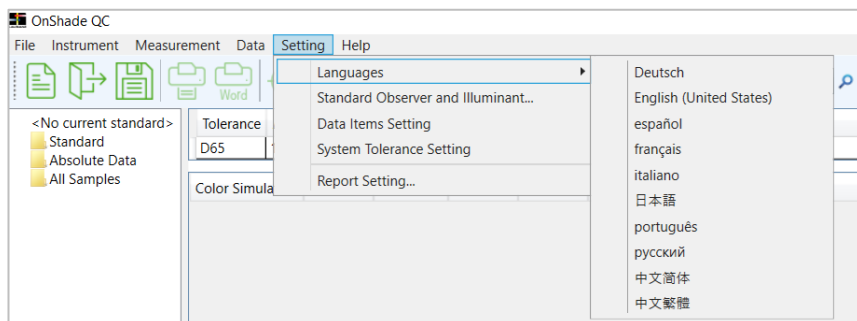 OnShade QC
File Instrument Measurement Data Setting Help
Word
<No current standard>
Standard
Absolute Data
All Samples
Tolerance
D65
Color Simula
Languages
Standard Observer and Illuminant...
Data Items Setting
System Tolerance Setting
Report Setting...
Deutsch
English (United States)
español
français
italiano
日本語
português
русский
中文简体
中文繁體